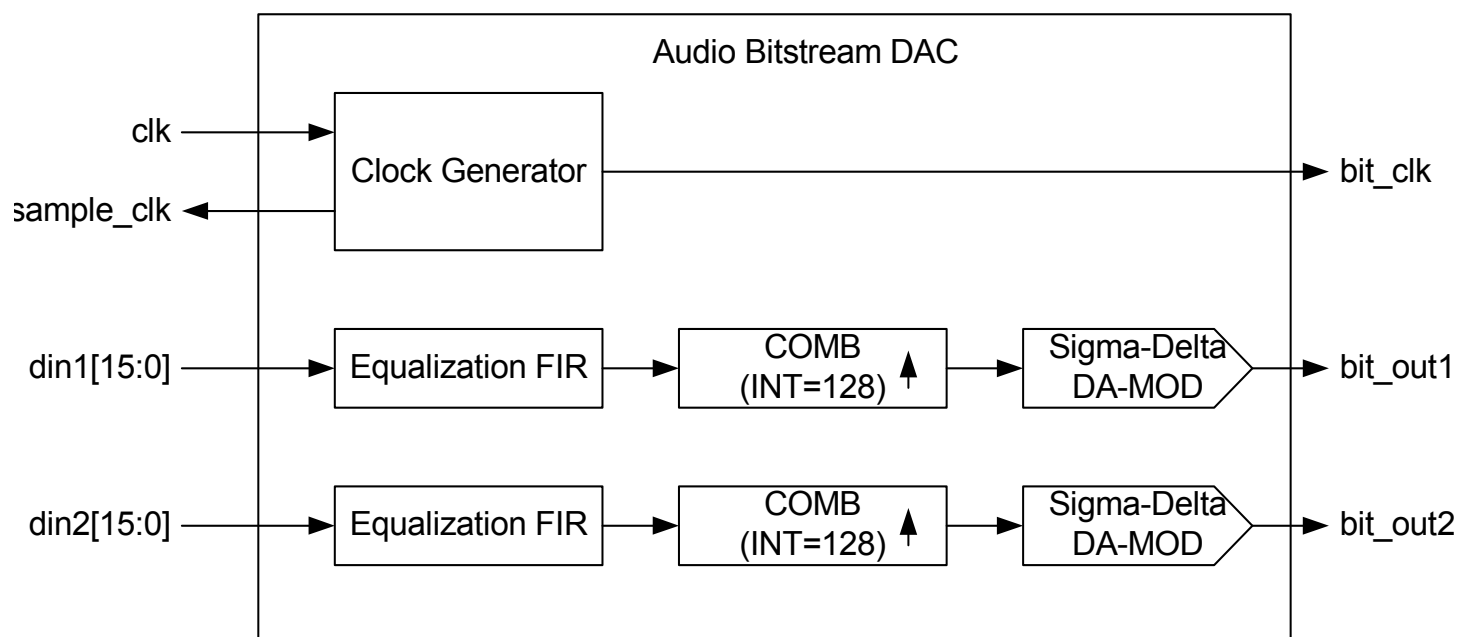 Audio Bitstream DAC
clk
Clock Generator
bit_clk
sample_clk
din1[15:0]
Equalization FIR
COMB
(INT=128)
Sigma-Delta
DA-MOD
bit_out1
din2[15:0]
Equalization FIR
COMB
(INT=128)
Sigma-Delta
DA-MOD
bit_out2